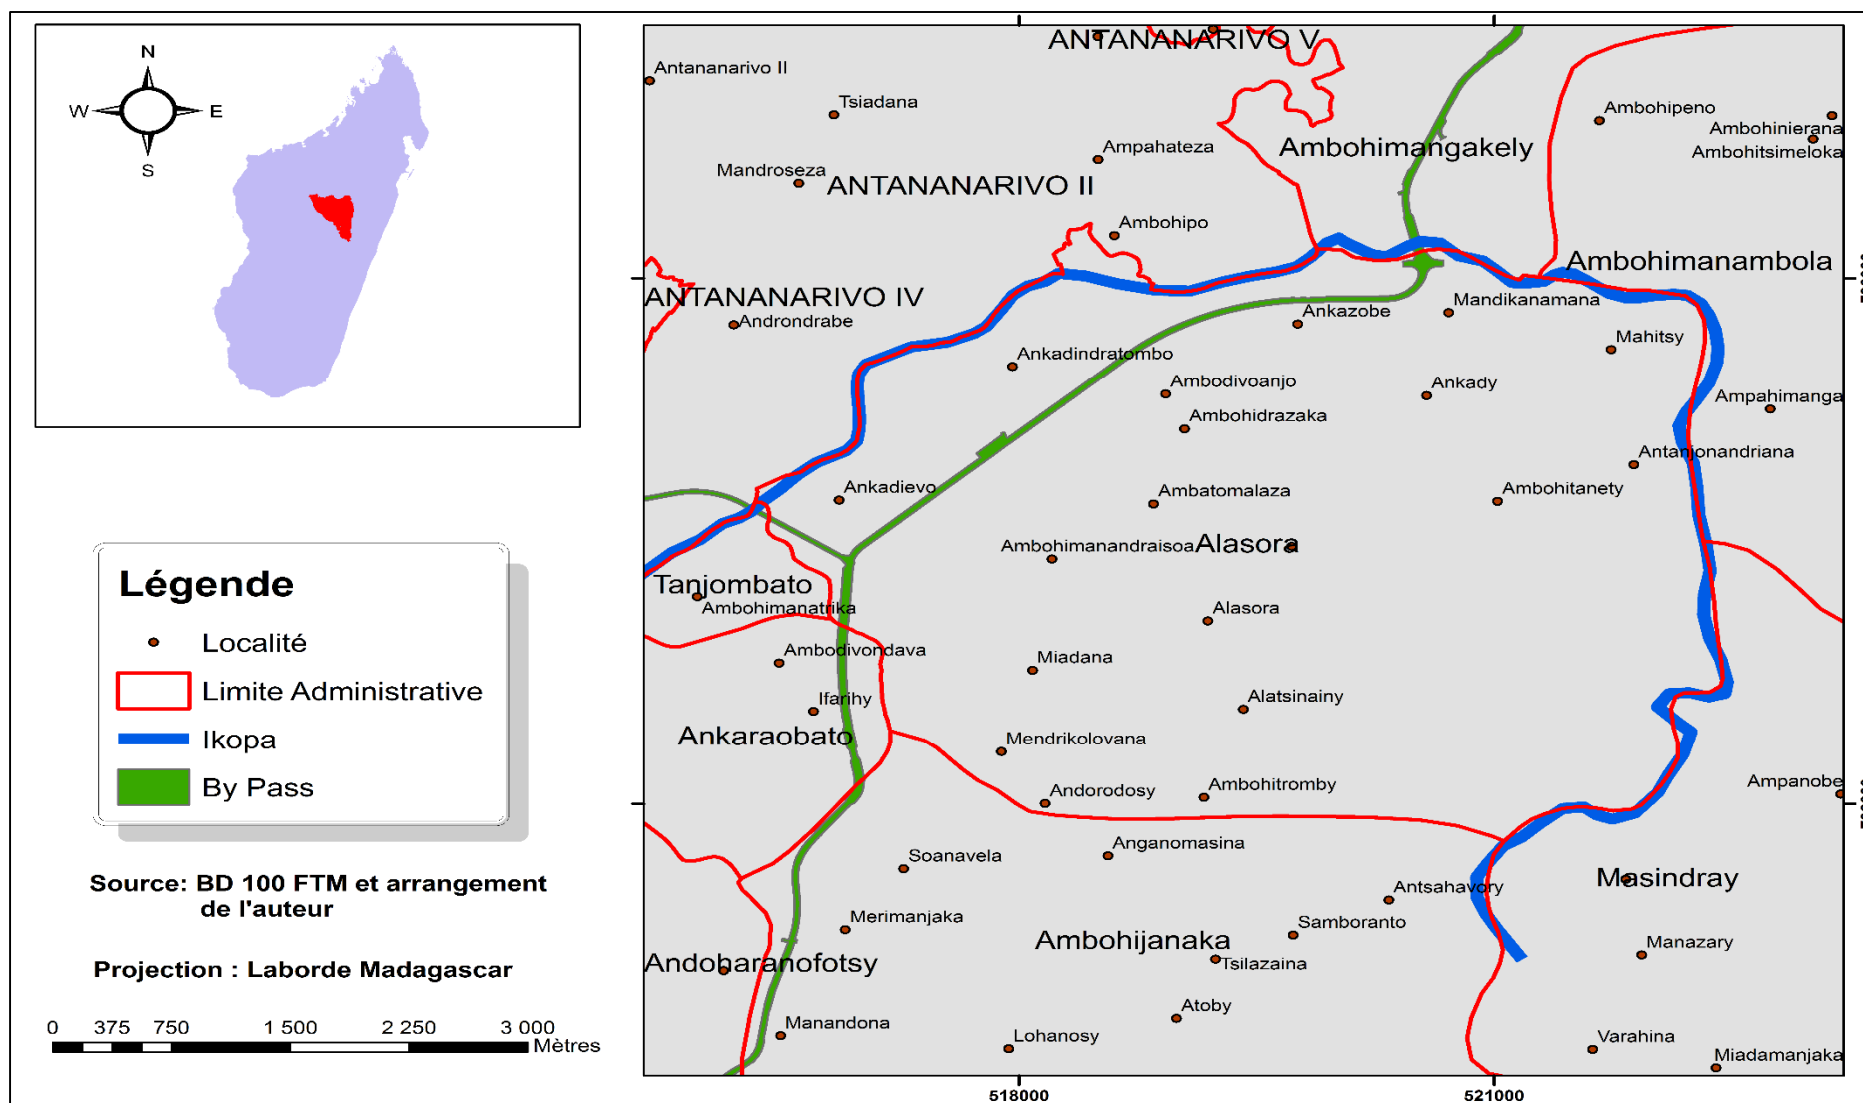 N
W
E
S
Légende
Localité
Limite Administrative
Ikopa
By Pass
Source: BD 100 FTM et arrangement
de l'auteur
Projection : Laborde Madagascar
0 375 750 1 500 2 250 3 000
Mètres
ANTANANARIVO V
Antananarivo II
Tsiadana
Ambohipeno
Ambohinierana
Ambohimangakely
Ambohitsimeloka
Ampahateza
Mandroseza
ANTANANARIVO II
Ambohipo
Ambohimanambola
ANTANANARIVO IV
Mandikanamana
Androndrabe
Ankazobe
Mahitsy
Ankadindratombo
Ambodivoanjo
Ankady
Ampahimanga
Ambohidrazaka
Antanjonandriana
Ankadievo
Ambatomalaza
Ambohitanety
Ambohimanandraisoa
Alasora
Tanjombato
Ambohimanatrika
Alasora
Ambodivondava
Miadana
Ifarihy
Alatsinainy
Ankaraobato
Mendrikolovana
Andorodosy
Ambohitromby
Ampanobe
Soanavela
Anganomasina
Masindray
Antsahavory
Merimanjaka
Samboranto
Ambohijanaka
Manazary
Andoharanofotsy
Tsilazaina
Atoby
Manandona
Lohanosy
Varahina
Miadamanjaka
518000
521000